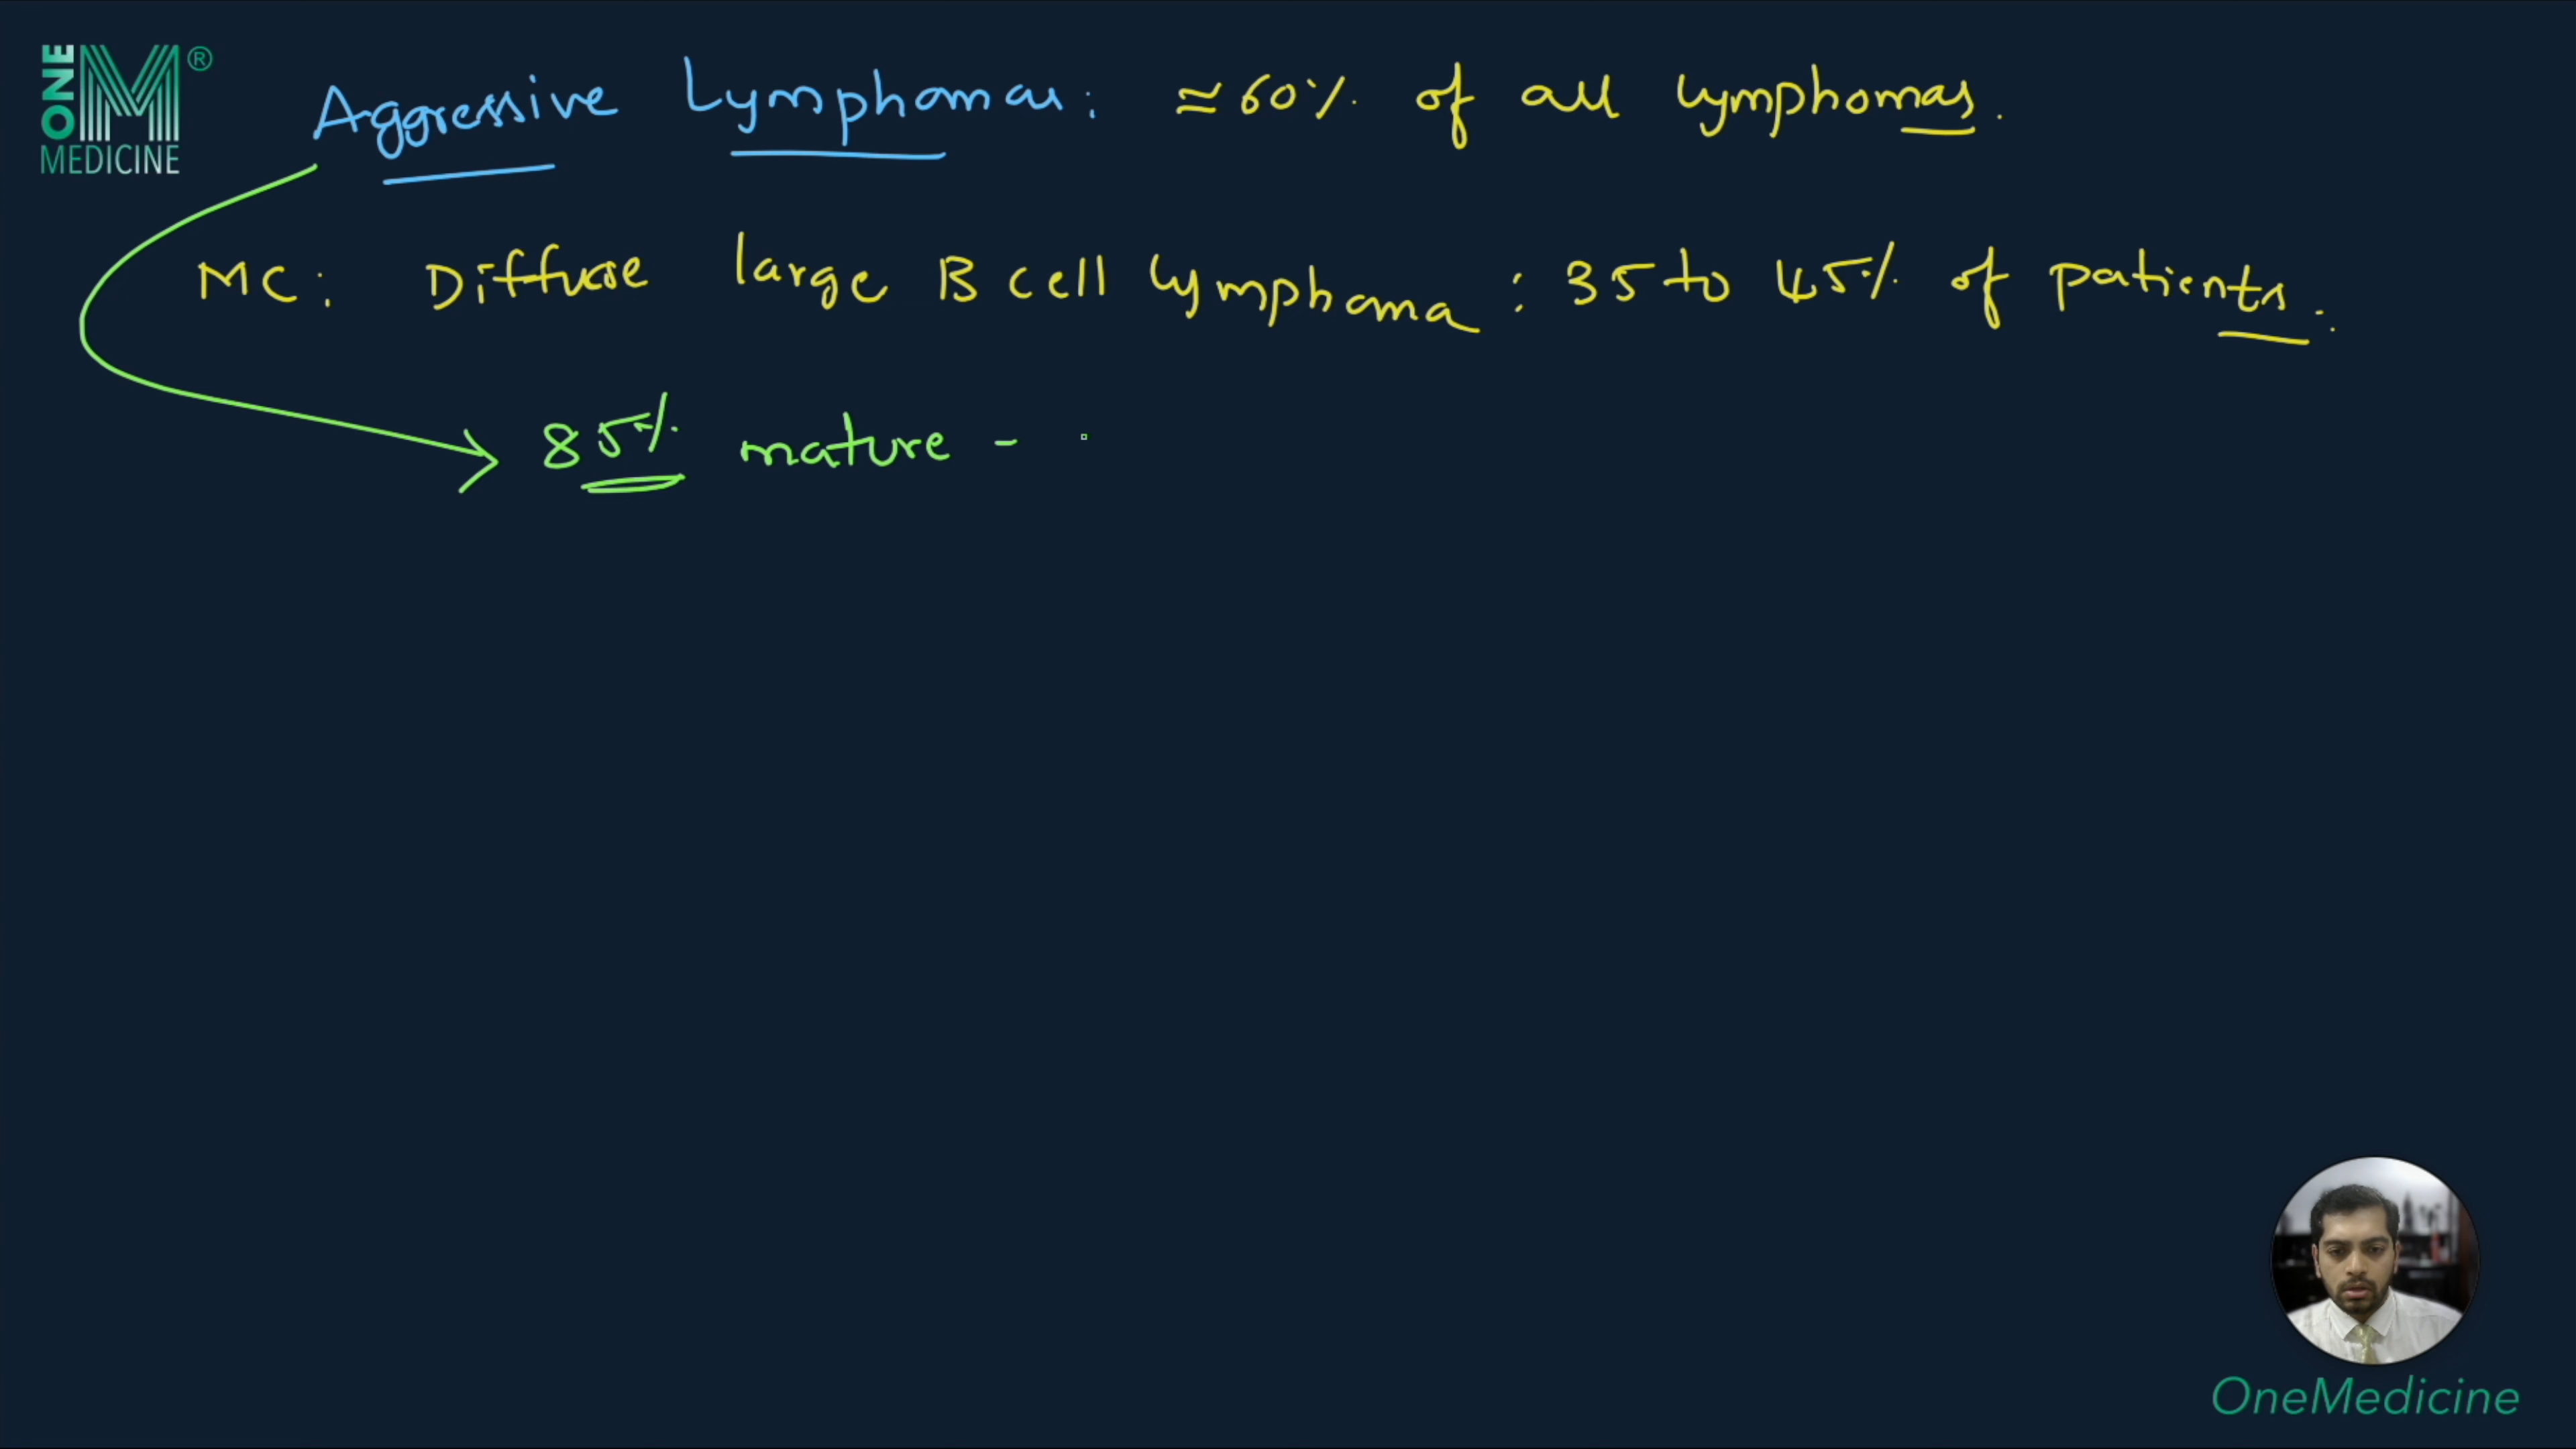 ONE M ®
MEDICINE
Aggressive Lymphomas: ≈ 60% of all lymphomas.
MC: Diffuse large B cell lymphoma: 35 to 45% of patients.
85% mature -
OneMedicine